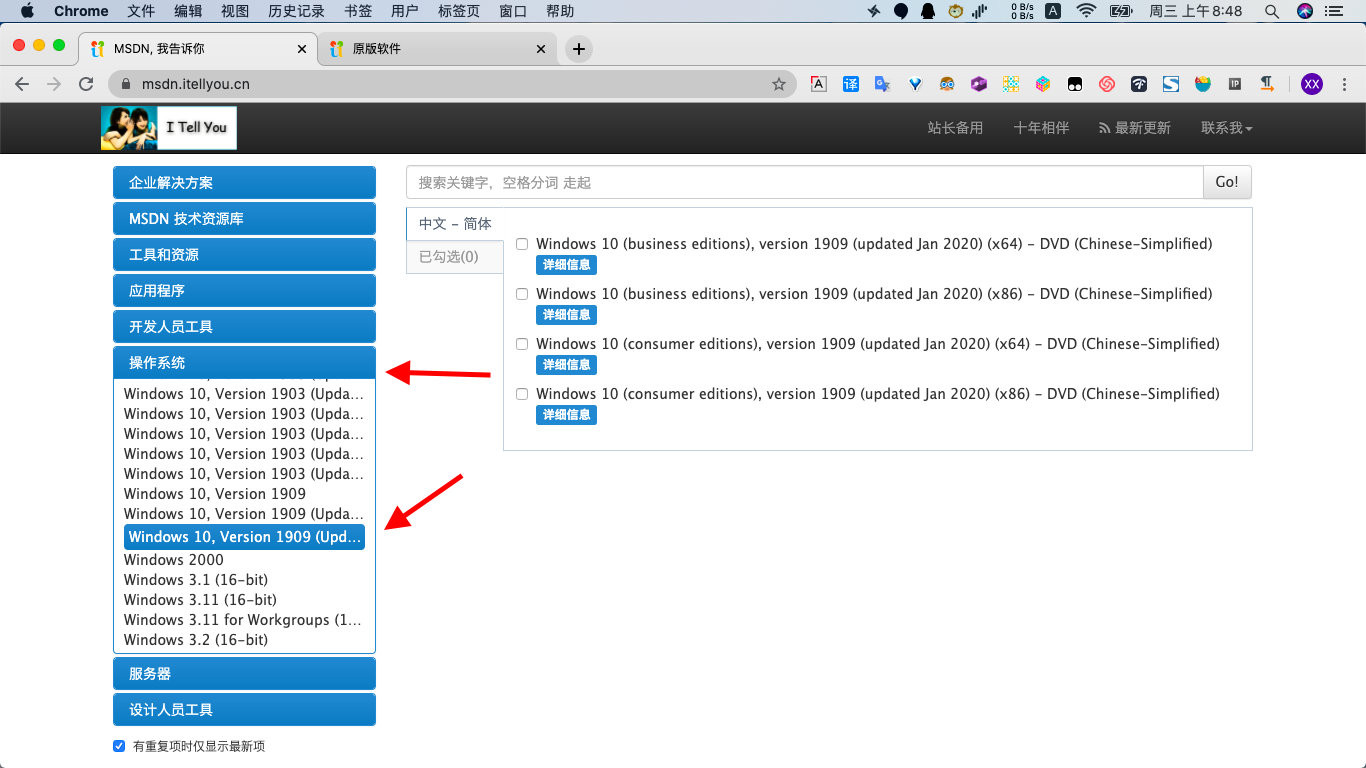 Chrome 文件 编辑 视图 历史记录 书签 用户 标签页 窗口 帮助 0 B/s 0 B/s A 周三 上午8:48
MSDN, 我告诉你 原版软件
msdn.itellyou.cn XX
I Tell You 站长备用 十年相伴 最新更新 联系我
企业解决方案
MSDN 技术资源库
工具和资源
应用程序
开发人员工具
操作系统
Windows 10, Version 1903 (Upda...
Windows 10, Version 1903 (Upda...
Windows 10, Version 1903 (Upda...
Windows 10, Version 1903 (Upda...
Windows 10, Version 1903 (Upda...
Windows 10, Version 1909
Windows 10, Version 1909 (Upda...
Windows 10, Version 1909 (Upd...
Windows 2000
Windows 3.1 (16-bit)
Windows 3.11 (16-bit)
Windows 3.11 for Workgroups (1...
Windows 3.2 (16-bit)
服务器
设计人员工具
有重复项时仅显示最新项
搜索关键字，空格分词 走起 Go!
中文 - 简体
已勾选(0)
Windows 10 (business editions), version 1909 (updated Jan 2020) (x64) - DVD (Chinese-Simplified)
详细信息
Windows 10 (business editions), version 1909 (updated Jan 2020) (x86) - DVD (Chinese-Simplified)
详细信息
Windows 10 (consumer editions), version 1909 (updated Jan 2020) (x64) - DVD (Chinese-Simplified)
详细信息
Windows 10 (consumer editions), version 1909 (updated Jan 2020) (x86) - DVD (Chinese-Simplified)
详细信息